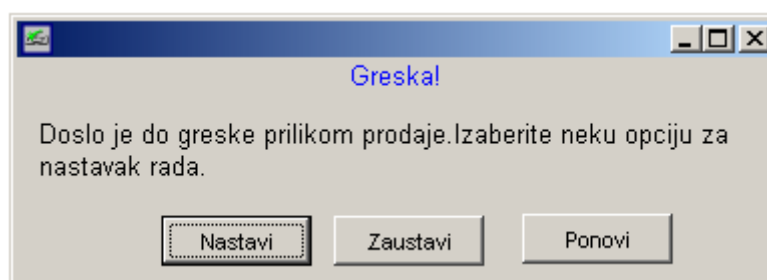 Greska!
Doslo je do greske prilikom prodaje.Izaberite neku opciju za
nastavak rada.
Nastavi Zaustavi Ponovi